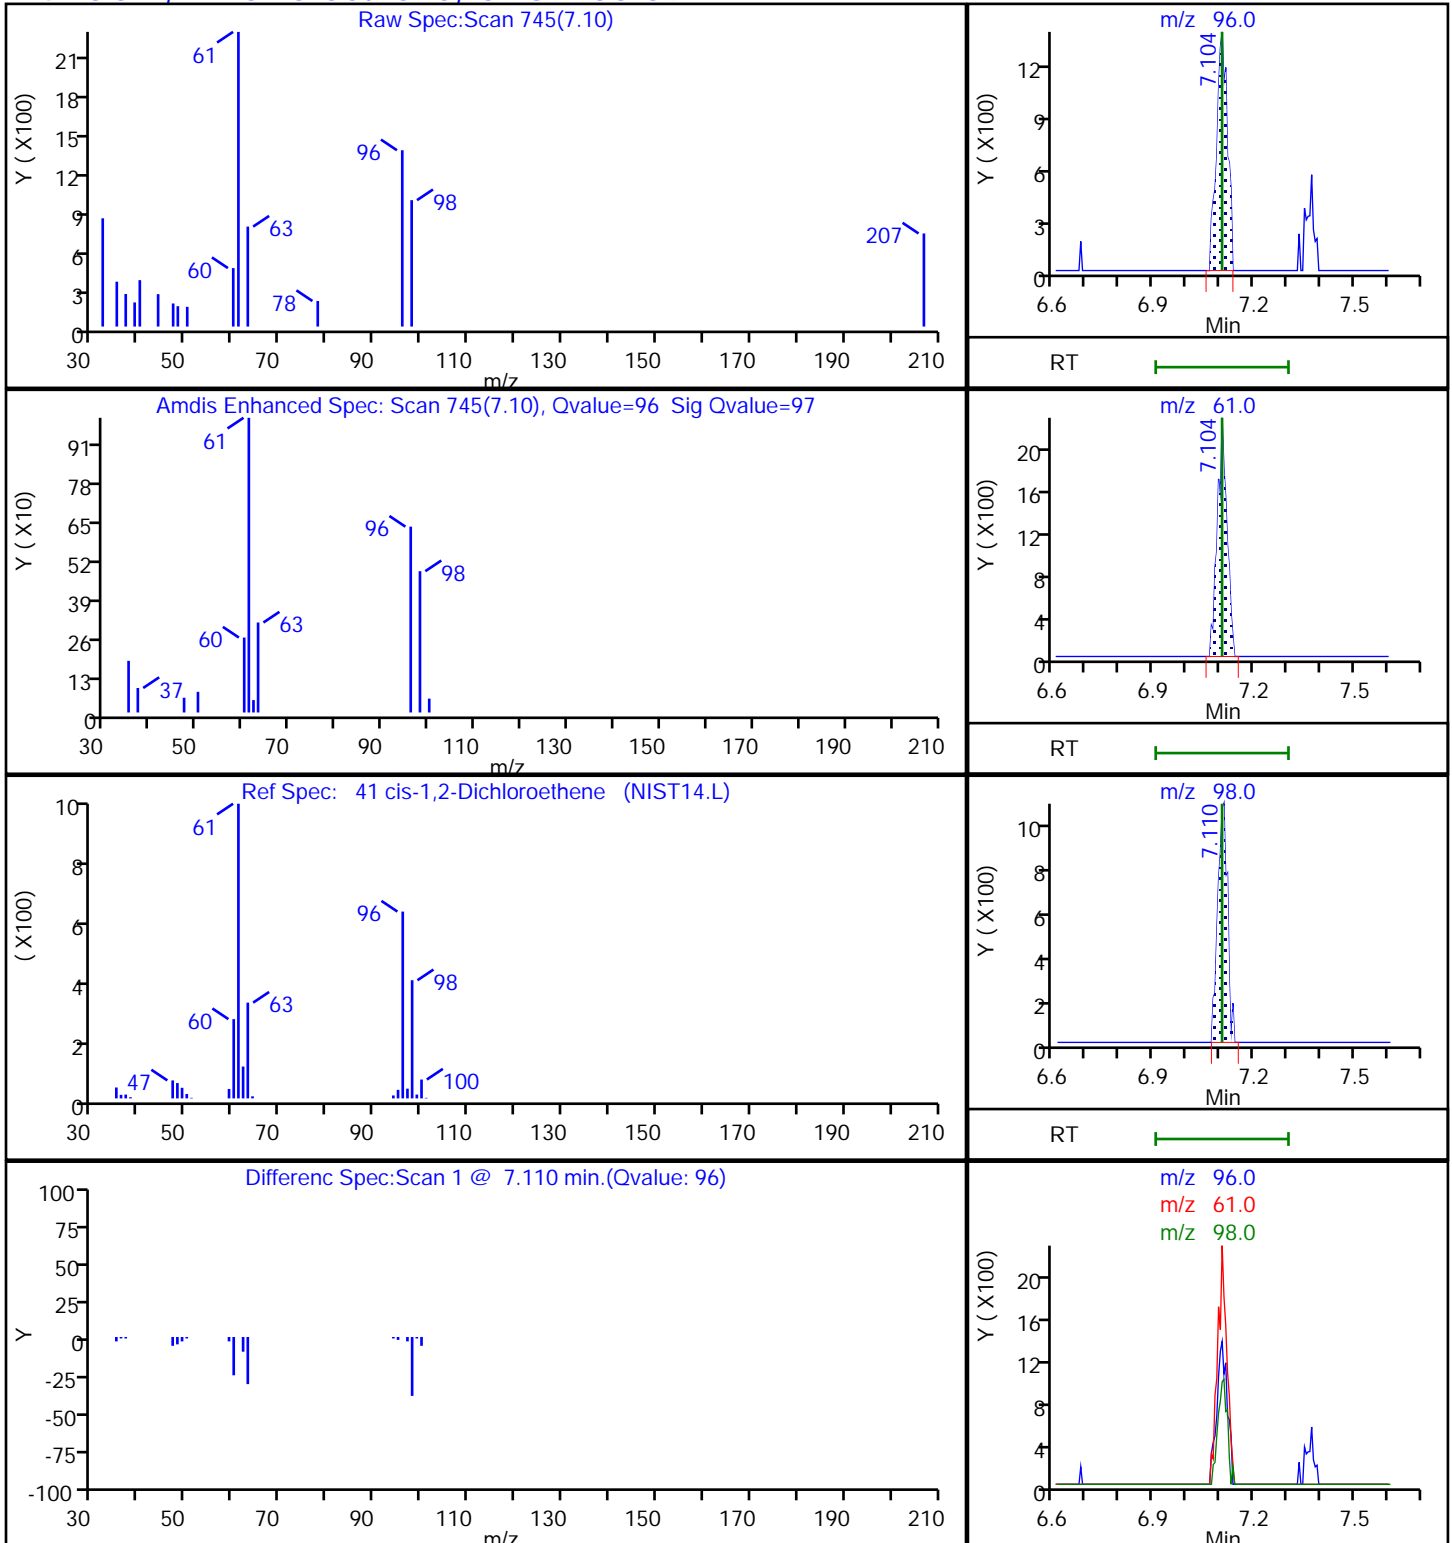 Raw Spec:Scan 745(7.10)
Y ( X100)
21
18
15
12
9
6
3
0
61
96
98
63
60
78
207
30 50 70 90 110 130 150 170 190 210
m/z
m/z 96.0
Y ( X100)
12
9
6
3
0
7.104
6.6 6.9 7.2 7.5
Min
RT
Amdis Enhanced Spec: Scan 745(7.10), Qvalue=96 Sig Qvalue=97
Y ( X10)
91
78
65
52
39
26
13
0
61
96
98
63
60
37
30 50 70 90 110 130 150 170 190 210
m/z
m/z 61.0
Y ( X100)
20
16
12
8
4
0
7.104
6.6 6.9 7.2 7.5
Min
RT
Ref Spec: 41 cis-1,2-Dichloroethene (NIST14.L)
( X100)
10
8
6
4
2
0
61
96
98
63
60
47
100
30 50 70 90 110 130 150 170 190 210
m/z 98.0
Y ( X100)
10
8
6
4
2
0
7.110
6.6 6.9 7.2 7.5
Min
RT
Differenc Spec:Scan 1 @ 7.110 min.(Qvalue: 96)
Y
100
75
50
25
0
-25
-50
-75
-100
30 50 70 90 110 130 150 170 190 210
m/z
m/z 96.0
m/z 61.0
m/z 98.0
Y ( X100)
20
16
12
8
4
0
6.6 6.9 7.2 7.5
Min